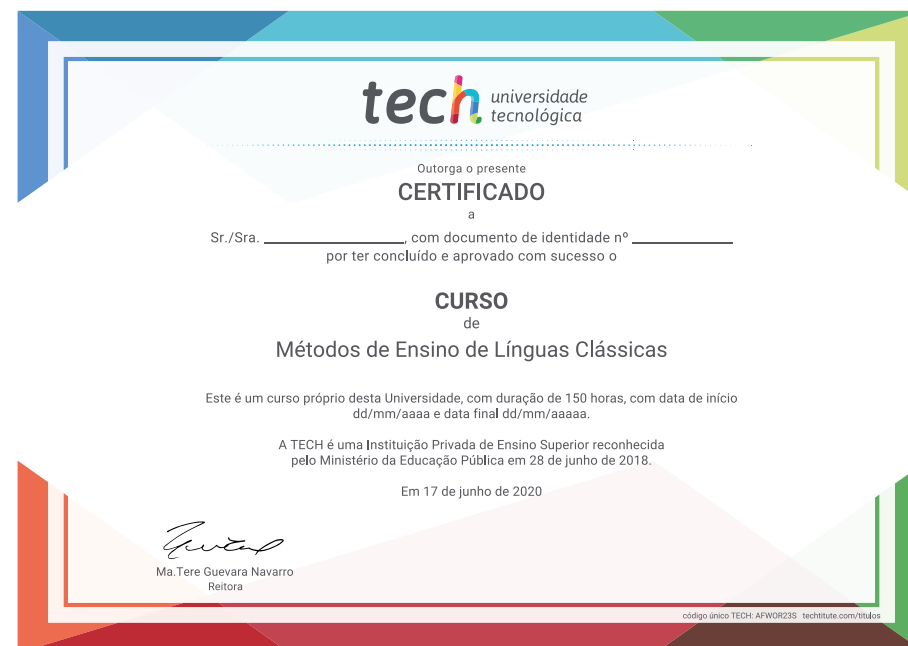 tech universidade
tecnológica
Outorga o presente
CERTIFICADO
a
Sr./Sra. ____________________, com documento de identidade nº ______________
por ter concluído e aprovado com sucesso o
CURSO
de
Métodos de Ensino de Línguas Clássicas
Este é um curso próprio desta Universidade, com duração de 150 horas, com data de início
dd/mm/aaaa e data final dd/mm/aaaaa.
A TECH é uma Instituição Privada de Ensino Superior reconhecida
pelo Ministério da Educação Pública em 28 de junho de 2018.
Em 17 de junho de 2020
Ma.Tere Guevara Navarro
Reitora
código único TECH: AFWOR23S techtitute.com/titulos